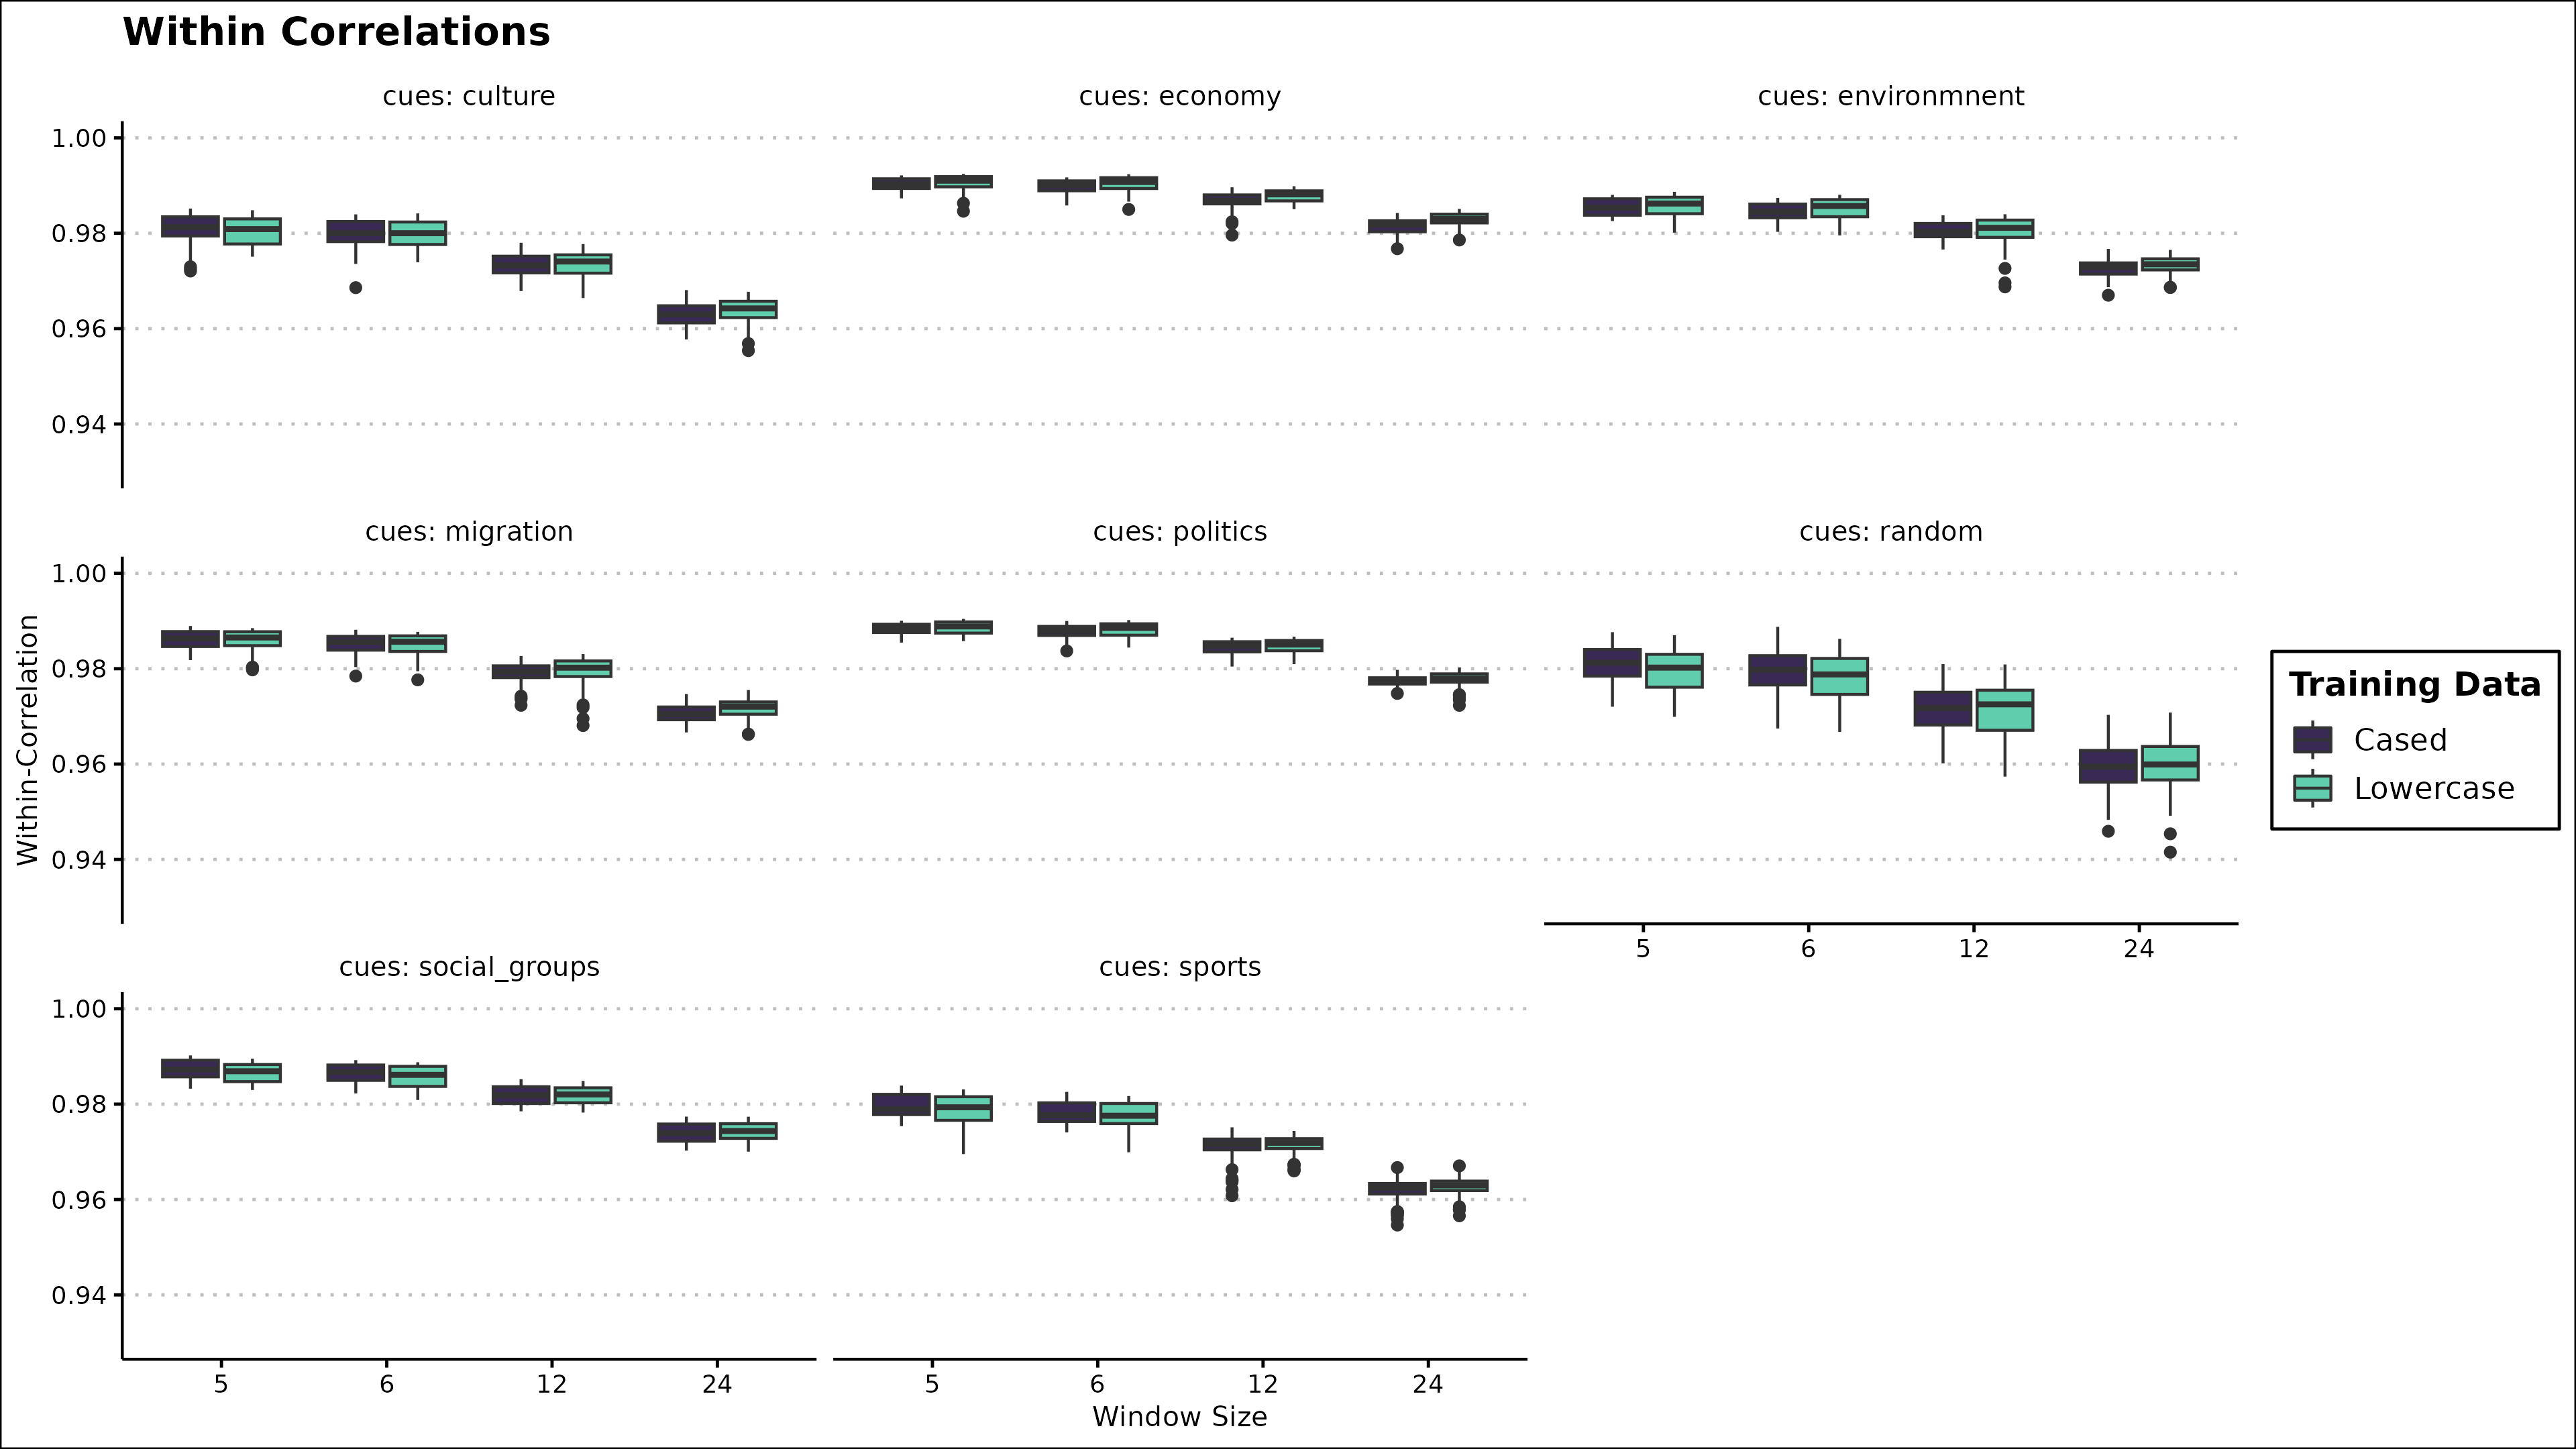 Within Correlations
cues: culture
cues: economy
cues: environmnent
1.00
0.98
0.96
0.94
cues: migration
cues: politics
cues: random
1.00
0.98
0.96
0.94
5 6 12 24
cues: social_groups
cues: sports
1.00
0.98
0.96
0.94
5 6 12 24
5 6 12 24
Within-Correlation
Window Size
Training Data
Cased
Lowercase